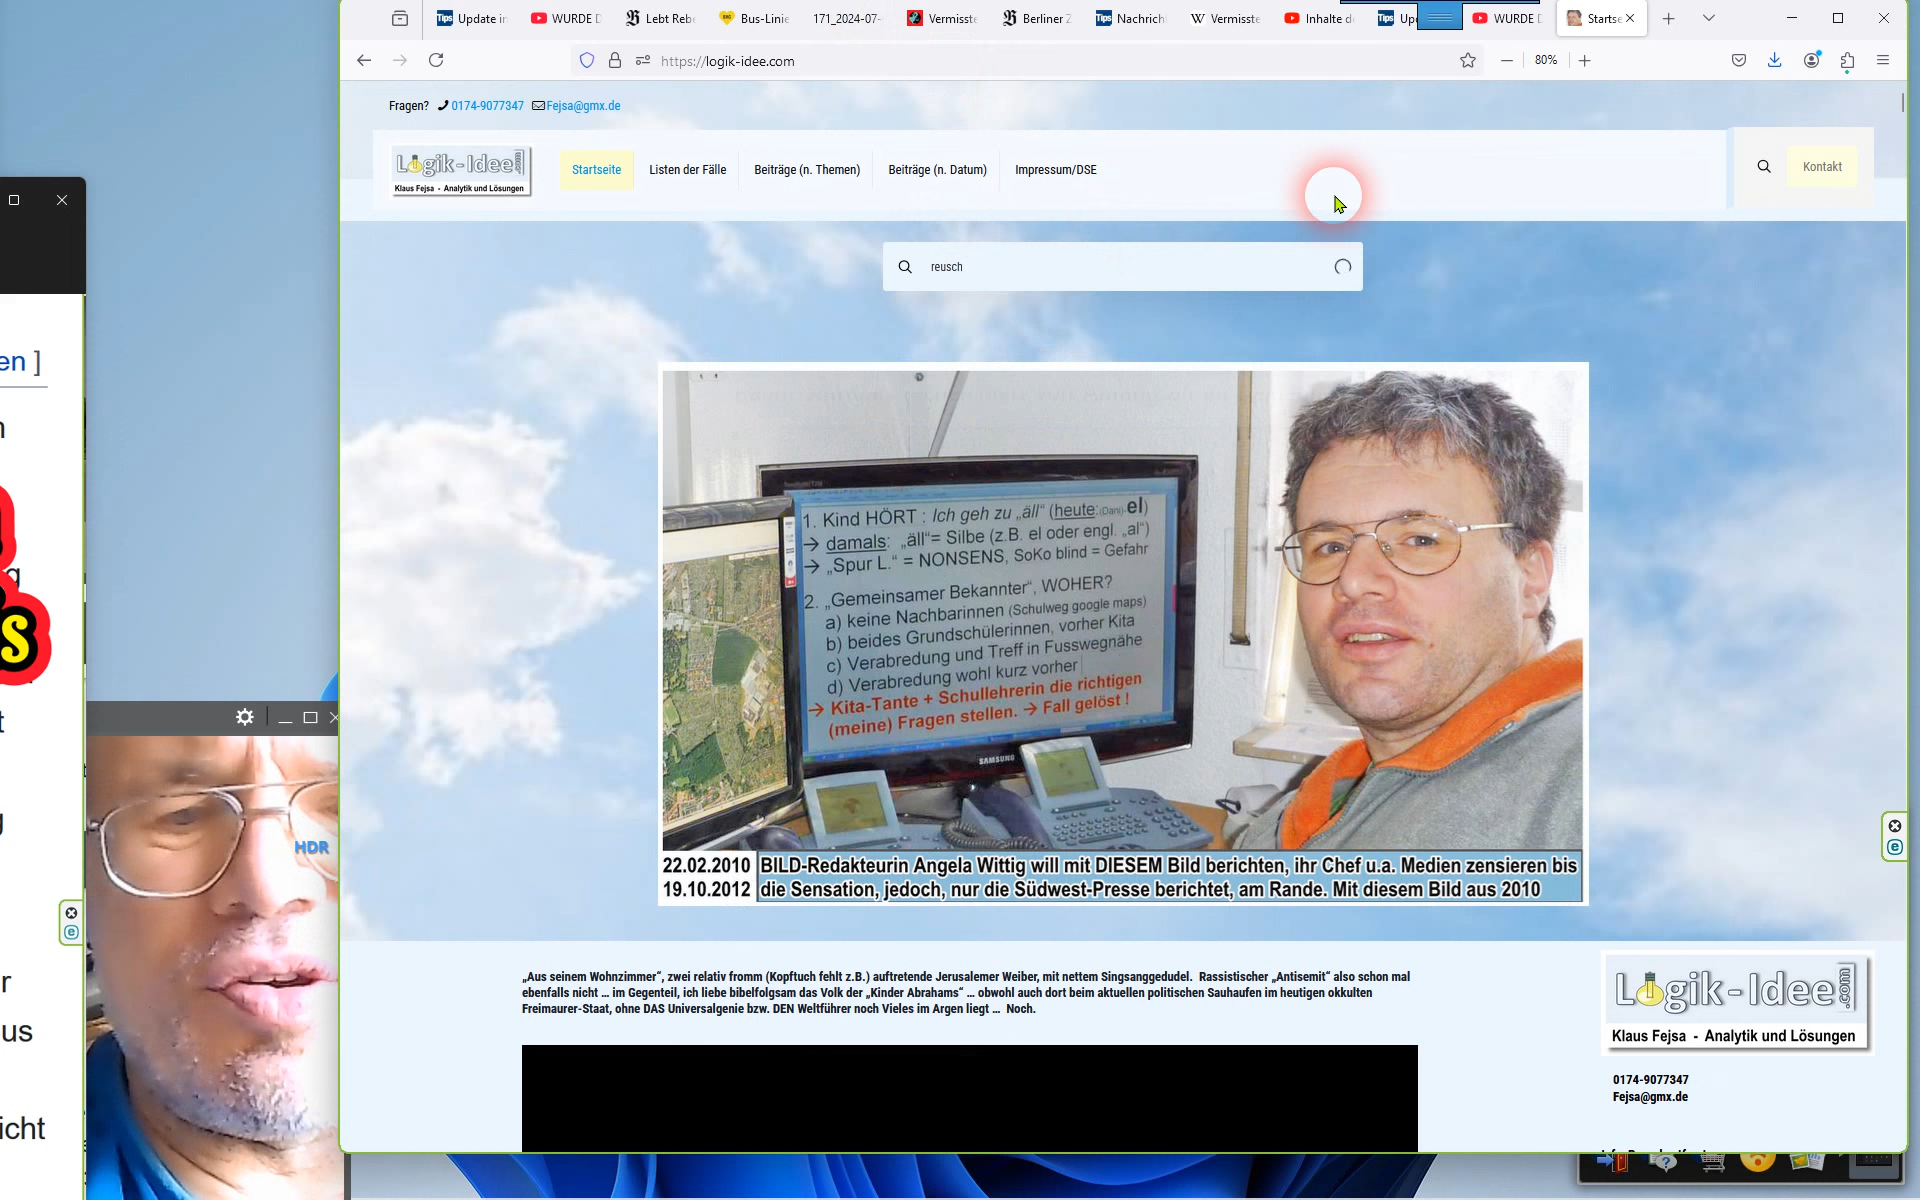 Update in
WURDE D
Lebt Rebe
Bus-Linie
171_2024-07-
Vermisste
Berliner Z
Nachrich
Vermisste
Inhalte d
Upd
WURDE D
Startse
https://logik-idee.com
80%
Fragen? 0174-9077347 Fejsa@gmx.de
Logik-Idee.com
Klaus Fejsa - Analytik und Lösungen
Startseite
Listen der Fälle
Beiträge (n. Themen)
Beiträge (n. Datum)
Impressum/DSE
Kontakt
reusch
en ]
g
s
t
r
us
icht
HDR
1. Kind HÖRT : Ich geh zu „äll“ (heute:(Dani)-el)
→ damals: „äll“= Silbe (z.B. el oder engl. „al“)
→ „Spur L.“ = NONSENS, SoKo blind = Gefahr
2. „Gemeinsamer Bekannter“, WOHER?
a) keine Nachbarinnen (Schulweg google maps)
b) beides Grundschülerinnen, vorher Kita
c) Verabredung und Treff in Fusswegnähe
d) Verabredung wohl kurz vorher
→ Kita-Tante + Schullehrerin die richtigen
(meine) Fragen stellen. → Fall gelöst !
SAMSUNG
22.02.2010 BILD-Redakteurin Angela Wittig will mit DIESEM Bild berichten, ihr Chef u.a. Medien zensieren bis
19.10.2012 die Sensation, jedoch, nur die Südwest-Presse berichtet, am Rande. Mit diesem Bild aus 2010
„Aus seinem Wohnzimmer“, zwei relativ fromm (Kopftuch fehlt z.B.) auftretende Jerusalemer Weiber, mit nettem Singsanggedudel. Rassistischer „Antisemit“ also schon mal
ebenfalls nicht … im Gegenteil, ich liebe bibelfolgsam das Volk der „Kinder Abrahams“ … obwohl auch dort beim aktuellen politischen Sauhaufen im heutigen okkulten
Freimaurer-Staat, ohne DAS Universalgenie bzw. DEN Weltführer noch Vieles im Argen liegt … Noch.
Logik-Idee.com
Klaus Fejsa - Analytik und Lösungen
0174-9077347
Fejsa@gmx.de